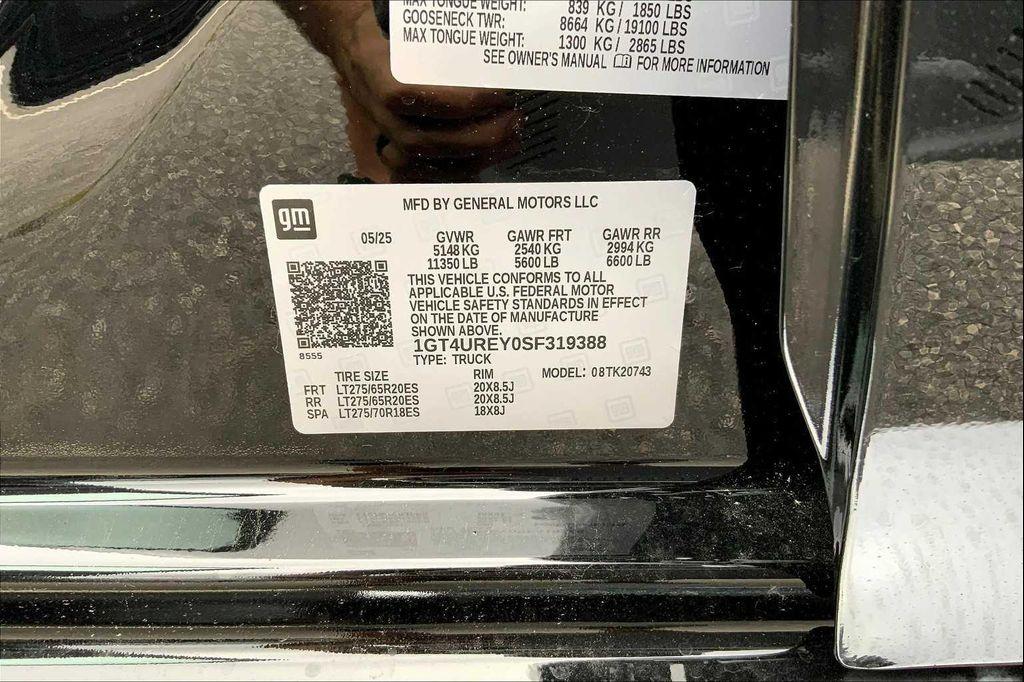 MAX TONGUE WEIGHT: 839 KG / 1850 LBS
GOOSENECK TWR: 8664 KG / 19100 LBS
MAX TONGUE WEIGHT: 1300 KG / 2865 LBS
SEE OWNER'S MANUAL FOR MORE INFORMATION
gm
MFD BY GENERAL MOTORS LLC
05/25 GVWR GAWR FRT GAWR RR
5148 KG 2540 KG 2994 KG
11350 LB 5600 LB 6600 LB
THIS VEHICLE CONFORMS TO ALL
APPLICABLE U.S. FEDERAL MOTOR
VEHICLE SAFETY STANDARDS IN EFFECT
ON THE DATE OF MANUFACTURE
SHOWN ABOVE.
8555
1GT4UREY0SF319388
TYPE: TRUCK
TIRE SIZE RIM MODEL: 08TK20743
FRT LT275/65R20ES 20X8.5J
RR LT275/65R20ES 20X8.5J
SPA LT275/70R18ES 18X8J